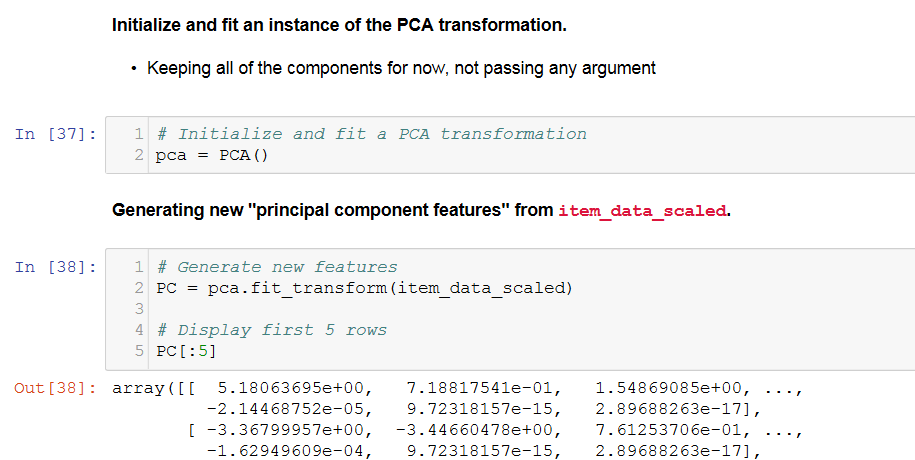 Initialize and fit an instance of the PCA transformation.
• Keeping all of the components for now, not passing any argument
In [37]:
1 # Initialize and fit a PCA transformation
2 pca = PCA()
Generating new "principal component features" from item_data_scaled.
In [38]:
1 # Generate new features
2 PC = pca.fit_transform(item_data_scaled)
3
4 # Display first 5 rows
5 PC[:5]
Out[38]: array([[ 5.18063695e+00, 7.18817541e-01, 1.54869085e+00, ...,
-2.14468752e-05, 9.72318157e-15, 2.89688263e-17],
[ -3.36799957e+00, -3.44660478e+00, 7.61253706e-01, ...,
-1.62949609e-04, 9.72318157e-15, 2.89688263e-17],